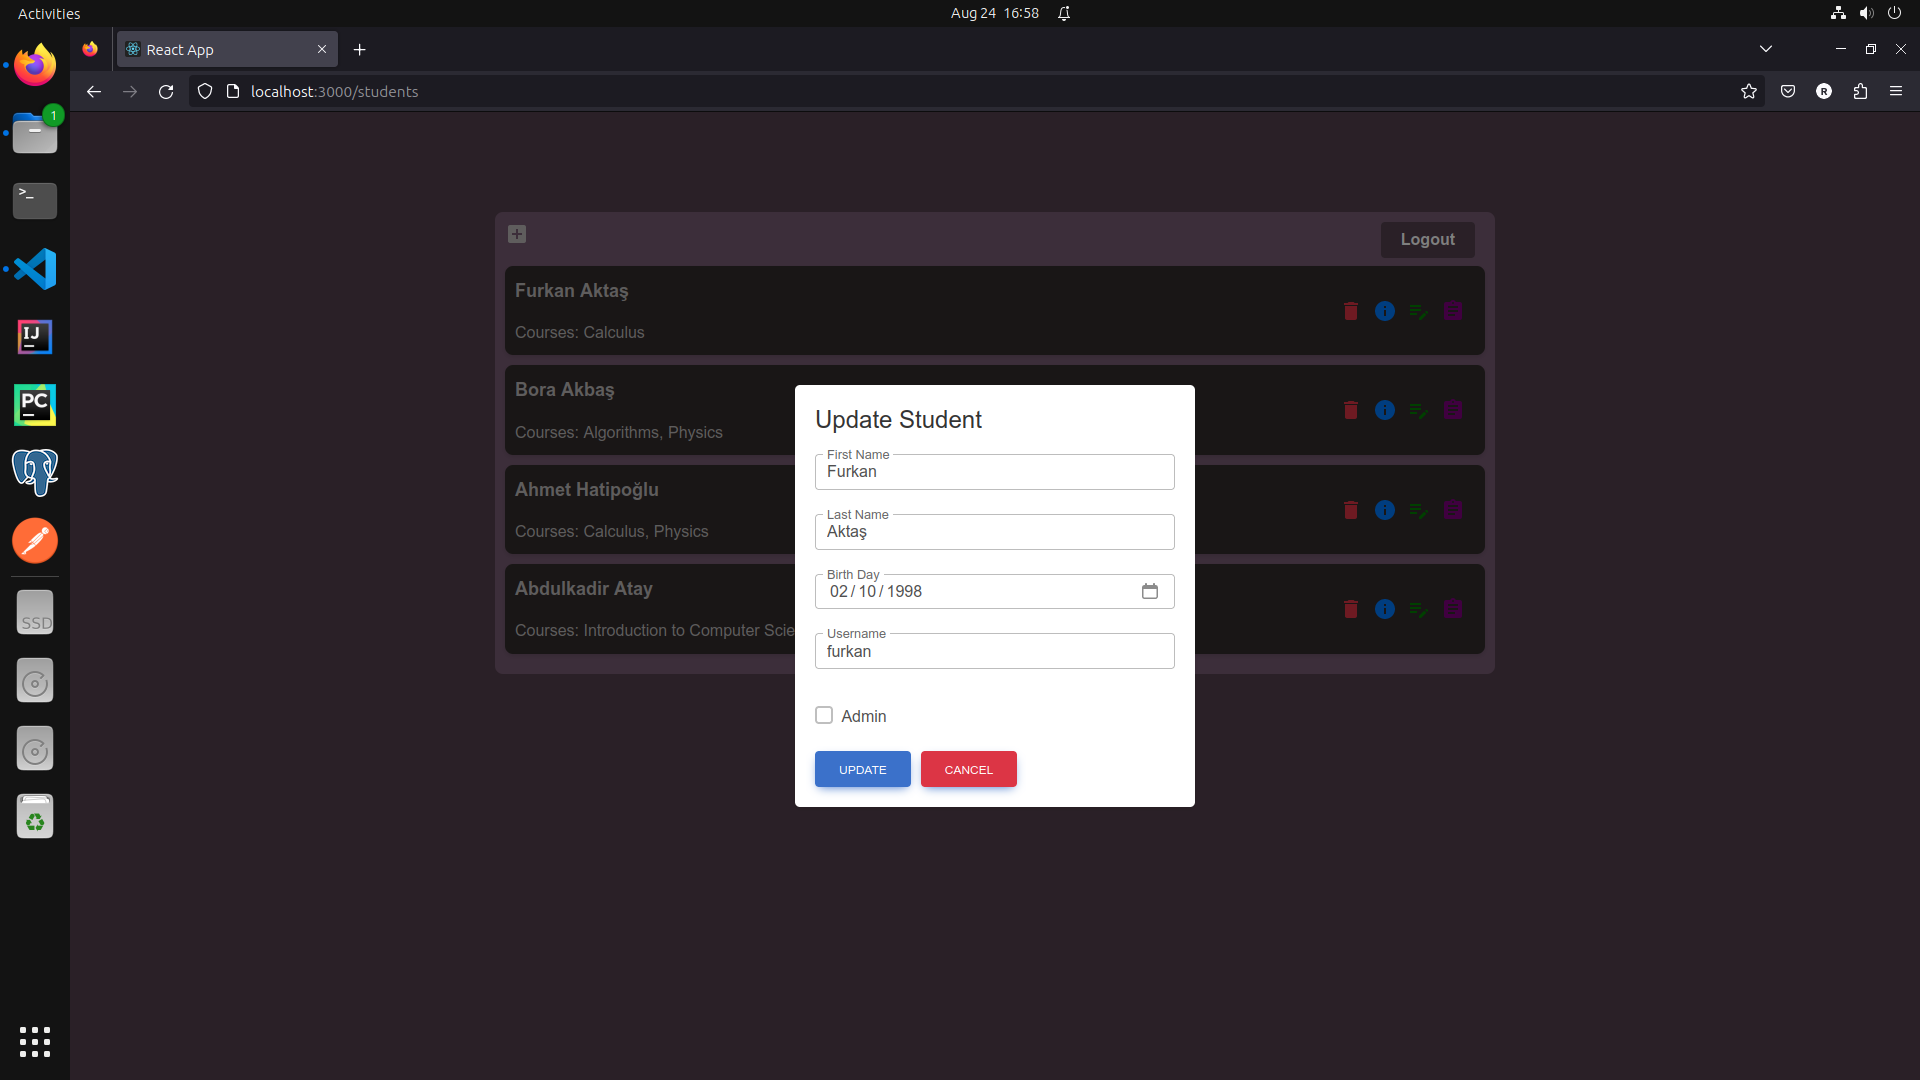 Activities
Aug 24 16:58
React App
localhost:3000/students
1
>_
IJ
PC
SSD
R
Logout
Furkan Aktaş
Courses: Calculus
Bora Akbaş
Courses: Algorithms, Physics
Ahmet Hatipoğlu
Courses: Calculus, Physics
Abdulkadir Atay
Courses: Introduction to Computer Scie
Update Student
First Name
Furkan
Last Name
Aktaş
Birth Day
02/10/1998
Username
furkan
Admin
UPDATE
CANCEL